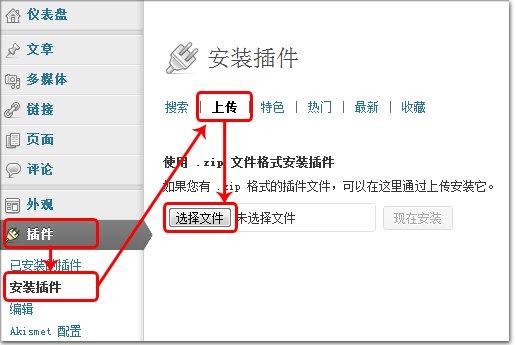 仪表盘
文章
多媒体
链接
页面
评论
外观
插件
已安装的插件
安装插件
编辑
Akismet 配置
安装插件
搜索 | 上传 | 特色 | 热门 | 最新 | 收藏
使用 .zip 文件格式安装插件
如果您有 .zip 格式的插件文件，可以在这里通过上传安装它。
选择文件 未选择文件 现在安装